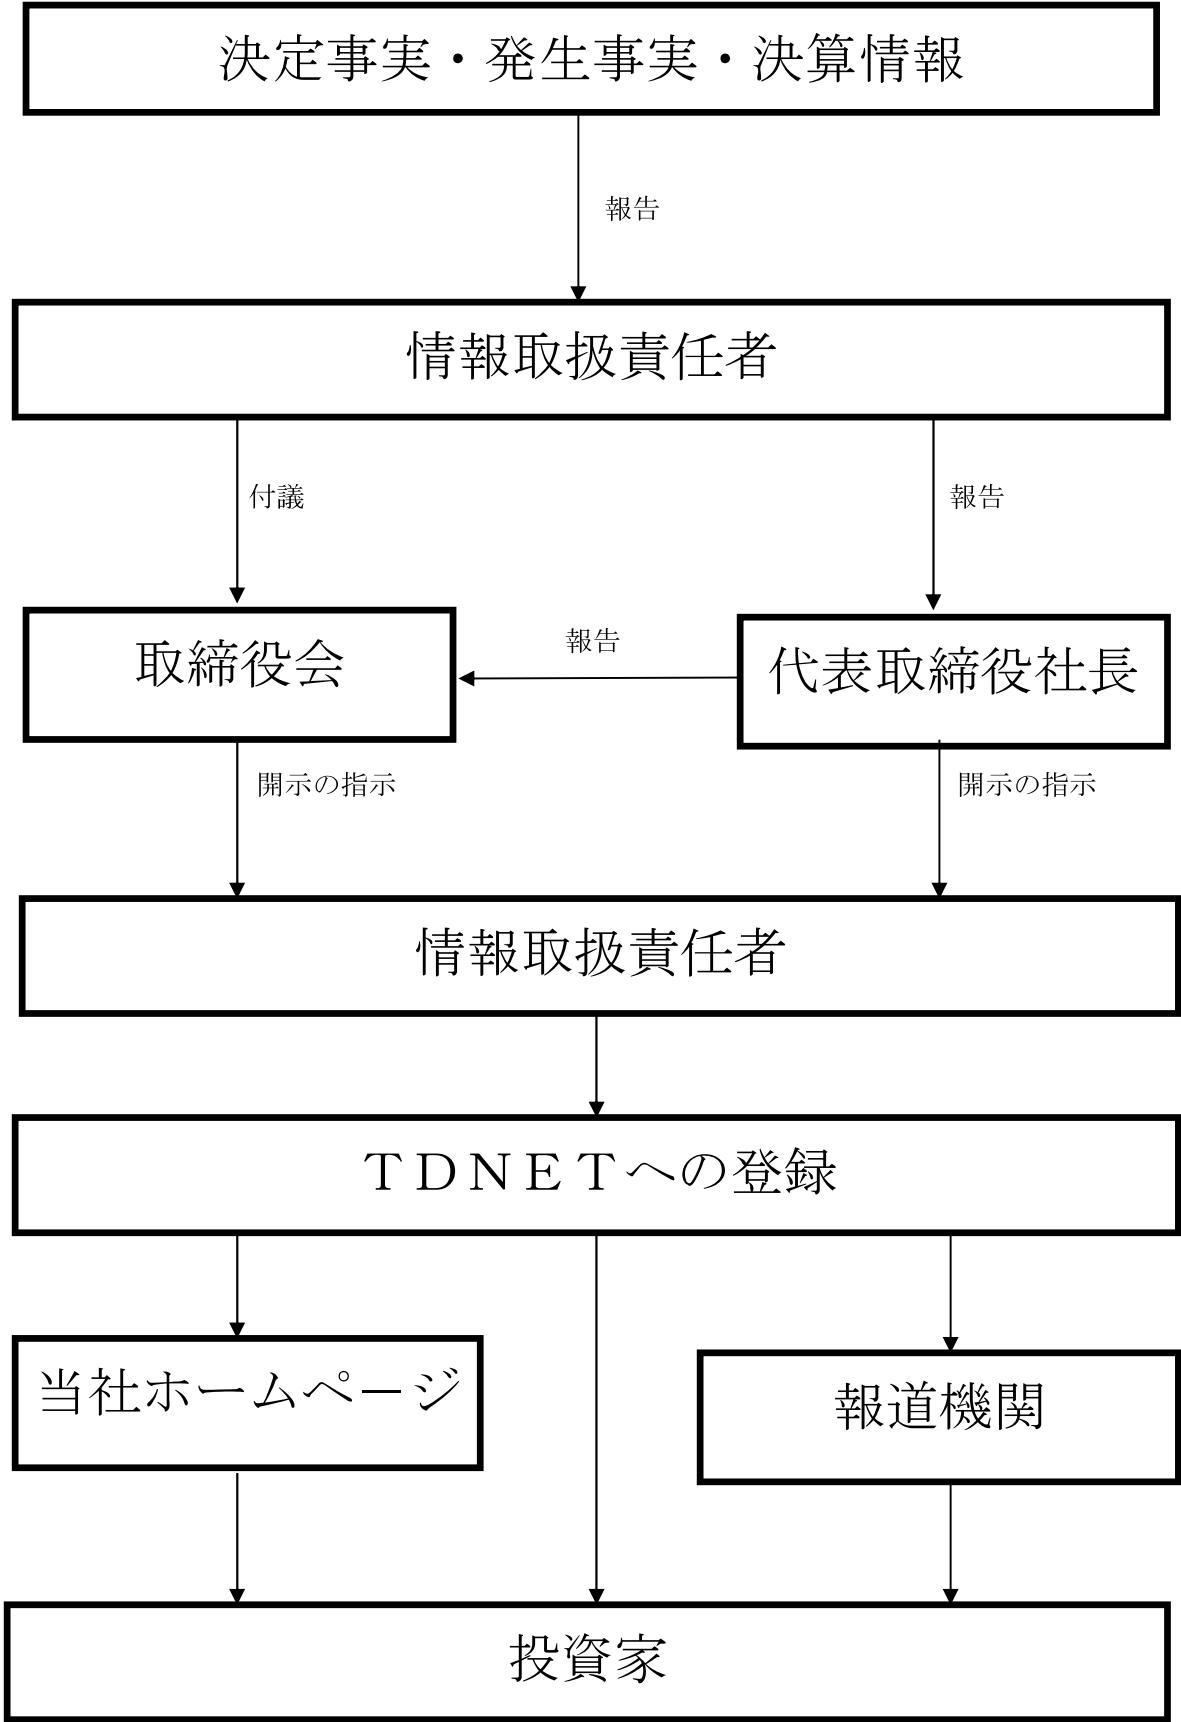 決定事実・発生事実・決算情報
報告
情報取扱責任者
付議
報告
取締役会
報告
代表取締役社長
開示の指示
開示の指示
情報取扱責任者
ＴＤＮＥＴへの登録
当社ホームページ
報道機関
投資家